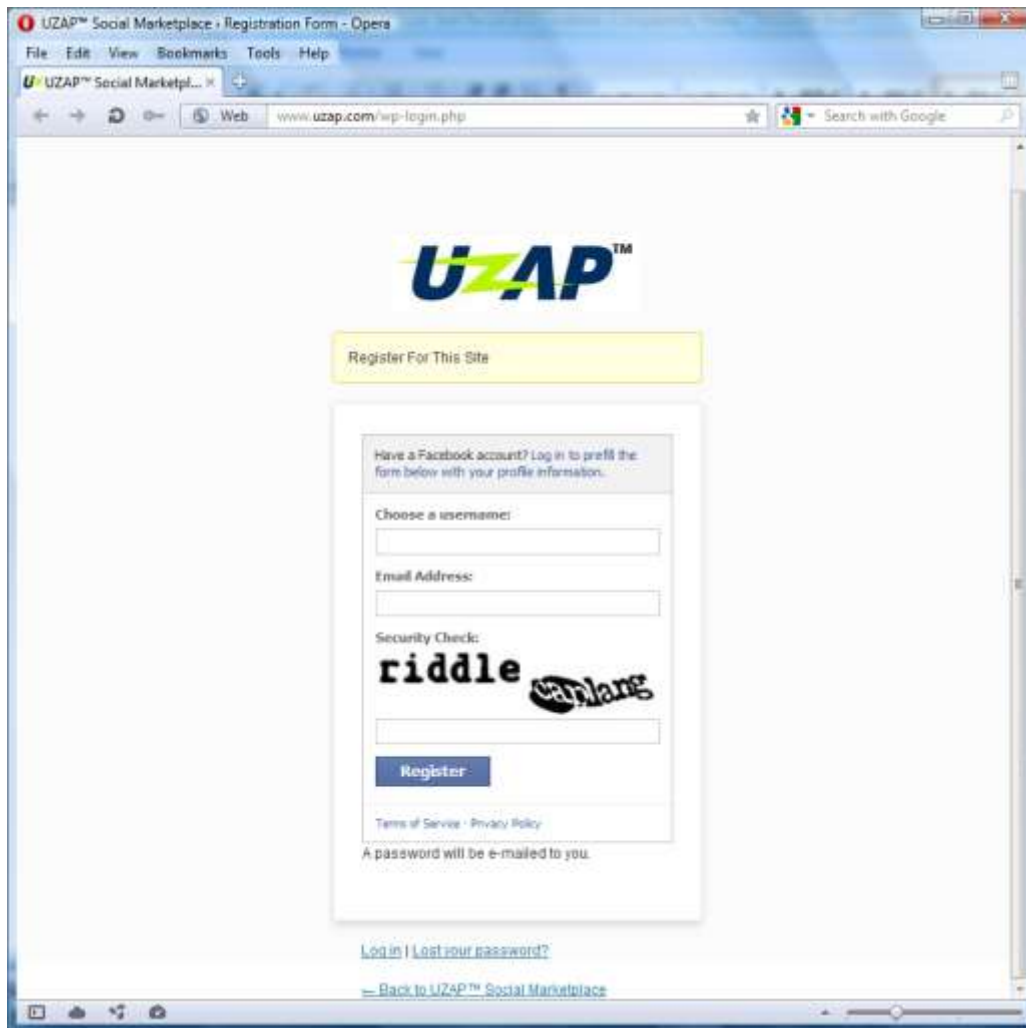 UZAP™ Social Marketplace › Registration Form - Opera
File Edit View Bookmarks Tools Help
UZAP™ Social Marketpl...
Web www.uzap.com/wp-login.php Search with Google
UZAP™
Register For This Site
Have a Facebook account? Log in to prefill the
form below with your profile information.
Choose a username:
Email Address:
Security Check:
riddle caplang
Register
Terms of Service · Privacy Policy
A password will be e-mailed to you.
Log in | Lost your password?
← Back to UZAP™ Social Marketplace